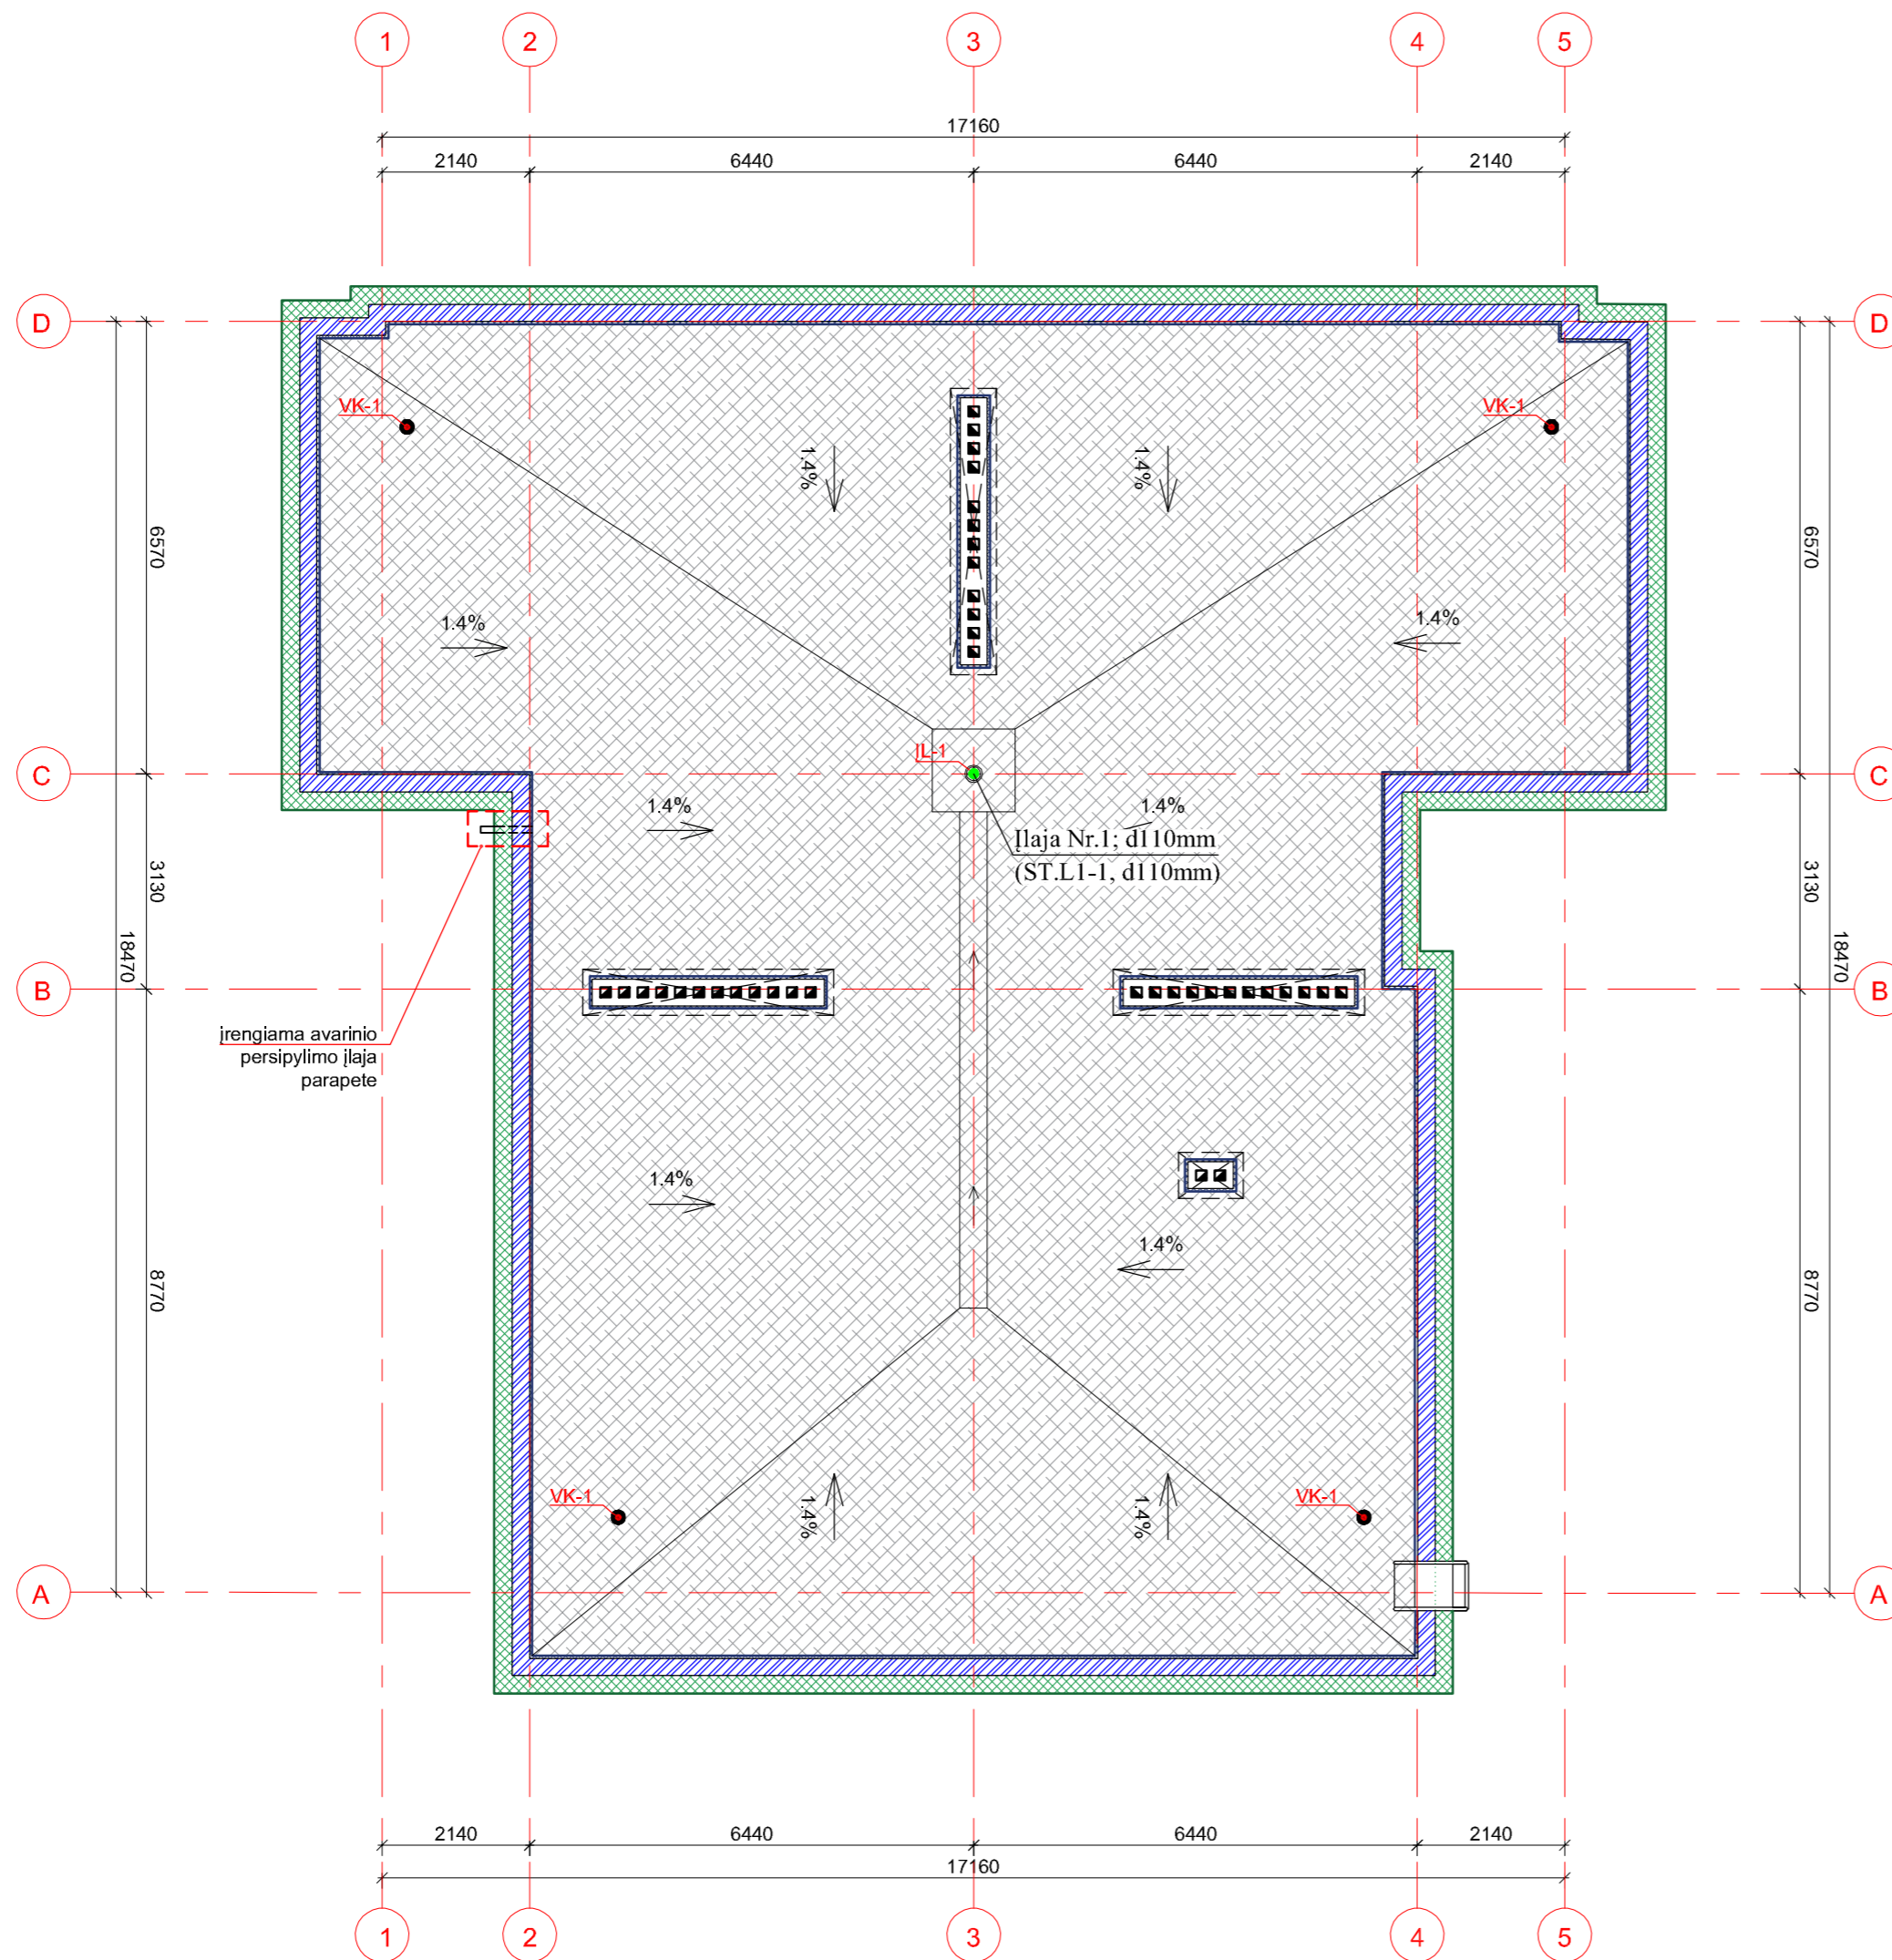 1 2 3 4 5
17160
2140 6440 6440 2140
D D
VK-1 VK-1
1.4% 1.4%
6570 6570
1.4% 1.4%
ĮL-1
C C
1.4% 1.4%
Įlaja Nr.1; d110mm
(ST.L1-1, d110mm)
3130 3130
18470 18470
B B
įrengiama avarinio
persipylimo įlaja
parapete
1.4%
1.4%
8770 8770
VK-1 VK-1
1.4% 1.4%
A A
2140 6440 6440 2140
17160
1 2 3 4 5